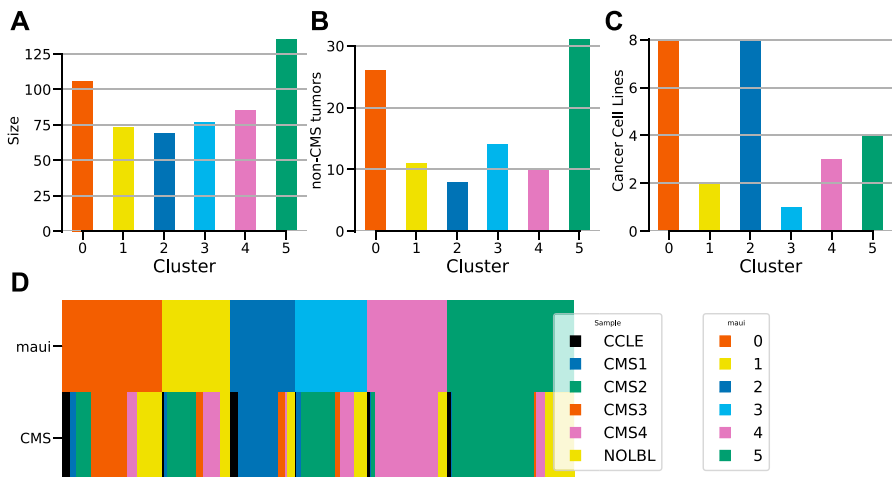 A
Size
125
100
75
50
25
0
0 1 2 3 4 5
Cluster
B
non-CMS tumors
30
20
10
0
0 1 2 3 4 5
Cluster
C
Cancer Cell Lines
8
6
4
2
0
0 1 2 3 4 5
Cluster
D
maui
CMS
Sample
CCLE
CMS1
CMS2
CMS3
CMS4
NOLBL
maui
0
1
2
3
4
5